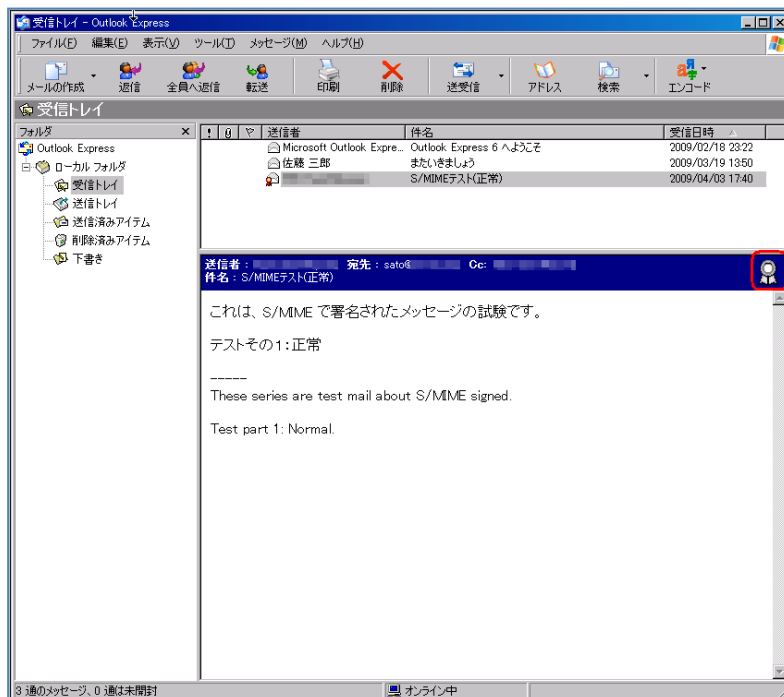 受信トレイ - Outlook Express
ファイル(F) 編集(E) 表示(V) ツール(T) メッセージ(M) ヘルプ(H)
メールの作成 返信 全員へ返信 転送 印刷 削除 送受信 アドレス 検索 エンコード
受信トレイ
フォルダ ×
Outlook Express
ローカル フォルダ
受信トレイ
送信トレイ
送信済みアイテム
削除済みアイテム
下書き
! 送信者 件名 受信日時
Microsoft Outlook Expre... Outlook Express 6 へようこそ 2009/02/18 23:22
佐藤 三郎 またいきましょう 2009/03/19 13:50
S/MIMEテスト(正常) 2009/04/03 17:40
送信者: 宛先: sato@ Cc:
件名: S/MIMEテスト(正常)
これは、S/MIME で署名されたメッセージの試験です。
テストその1:正常
-----
These series are test mail about S/MIME signed.
Test part 1: Normal.
3 通のメッセージ、0 通は未開封 オンライン中